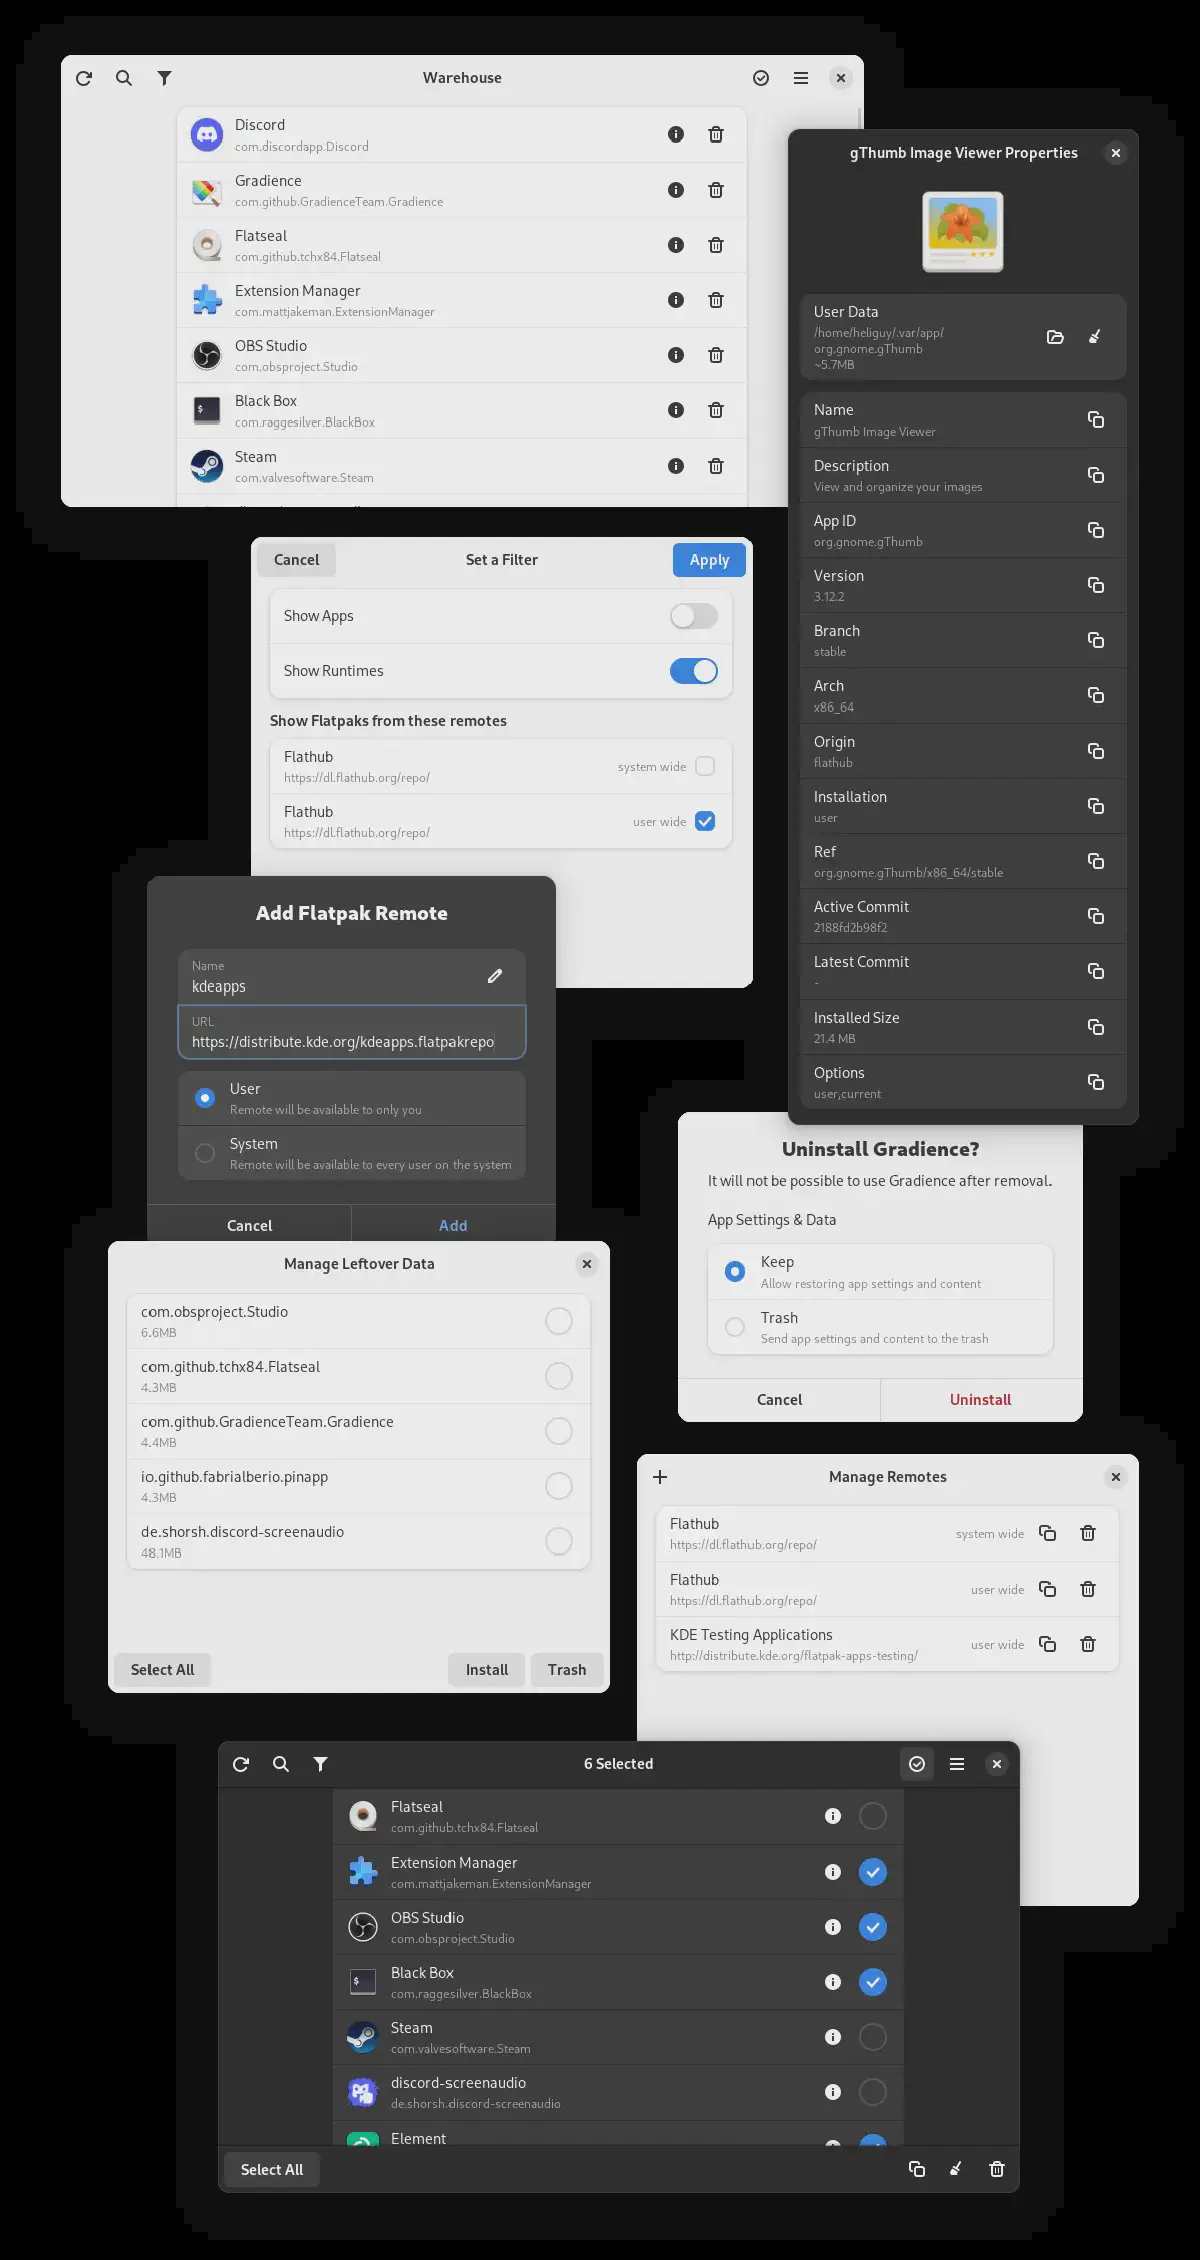 Warehouse
Discord
com.discordapp.Discord
Gradience
com.github.GradienceTeam.Gradience
Flatseal
com.github.tchx84.Flatseal
Extension Manager
com.mattjakeman.ExtensionManager
OBS Studio
com.obsproject.Studio
Black Box
com.raggesilver.BlackBox
Steam
com.valvesoftware.Steam
gThumb Image Viewer Properties
User Data
/home/heliguy/.var/app/
org.gnome.gThumb
~5.7MB
Name
gThumb Image Viewer
Description
View and organize your images
App ID
org.gnome.gThumb
Version
3.12.2
Branch
stable
Arch
x86_64
Origin
flathub
Installation
user
Ref
org.gnome.gThumb/x86_64/stable
Active Commit
2188fd2b98f2
Latest Commit
-
Installed Size
21.4 MB
Options
user,current
Cancel
Set a Filter
Apply
Show Apps
Show Runtimes
Show Flatpaks from these remotes
Flathub
https://dl.flathub.org/repo/
system wide
Flathub
https://dl.flathub.org/repo/
user wide
Add Flatpak Remote
Name
kdeapps
URL
https://distribute.kde.org/kdeapps.flatpakrepo
User
Remote will be available to only you
System
Remote will be available to every user on the system
Cancel
Add
Uninstall Gradience?
It will not be possible to use Gradience after removal.
App Settings & Data
Keep
Allow restoring app settings and content
Trash
Send app settings and content to the trash
Cancel
Uninstall
Manage Leftover Data
com.obsproject.Studio
6.6MB
com.github.tchx84.Flatseal
4.3MB
com.github.GradienceTeam.Gradience
4.4MB
io.github.fabrialberio.pinapp
4.3MB
de.shorsh.discord-screenaudio
48.1MB
Select All
Install
Trash
Manage Remotes
Flathub
https://dl.flathub.org/repo/
system wide
Flathub
https://dl.flathub.org/repo/
user wide
KDE Testing Applications
http://distribute.kde.org/flatpak-apps-testing/
user wide
6 Selected
Flatseal
com.github.tchx84.Flatseal
Extension Manager
com.mattjakeman.ExtensionManager
OBS Studio
com.obsproject.Studio
Black Box
com.raggesilver.BlackBox
Steam
com.valvesoftware.Steam
discord-screenaudio
de.shorsh.discord-screenaudio
Element
Select All